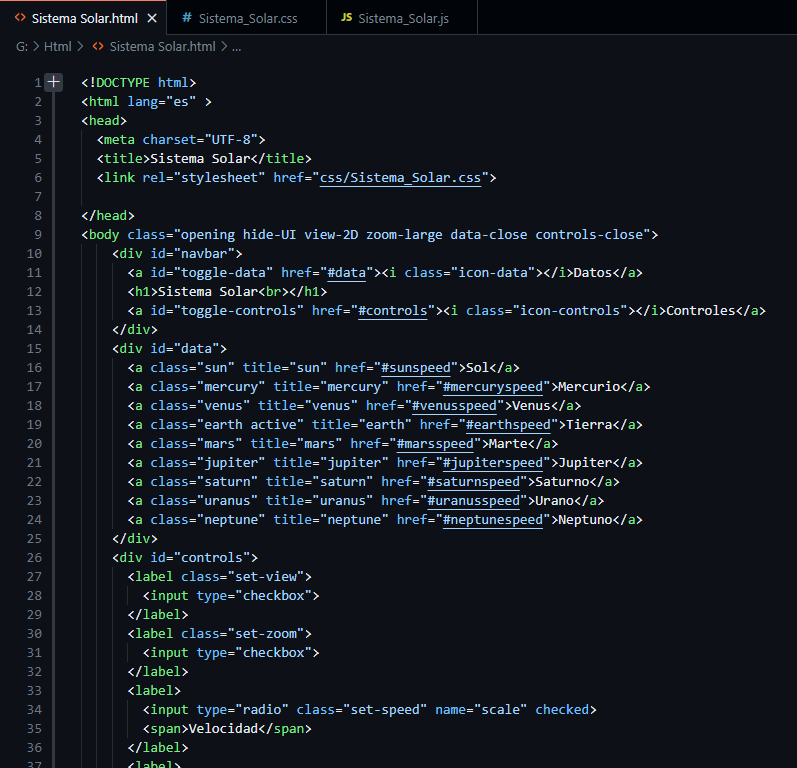 <> Sistema Solar.html × # Sistema_Solar.css JS Sistema_Solar.js
G: > Html > <> Sistema Solar.html > ...
1 + <!DOCTYPE html>
2 <html lang="es" >
3 <head>
4 <meta charset="UTF-8">
5 <title>Sistema Solar</title>
6 <link rel="stylesheet" href="css/Sistema_Solar.css">
7
8 </head>
9 <body class="opening hide-UI view-2D zoom-large data-close controls-close">
10 <div id="navbar">
11 <a id="toggle-data" href="#data"><i class="icon-data"></i>Datos</a>
12 <h1>Sistema Solar<br></h1>
13 <a id="toggle-controls" href="#controls"><i class="icon-controls"></i>Controles</a>
14 </div>
15 <div id="data">
16 <a class="sun" title="sun" href="#sunspeed">Sol</a>
17 <a class="mercury" title="mercury" href="#mercuryspeed">Mercurio</a>
18 <a class="venus" title="venus" href="#venusspeed">Venus</a>
19 <a class="earth active" title="earth" href="#earthspeed">Tierra</a>
20 <a class="mars" title="mars" href="#marsspeed">Marte</a>
21 <a class="jupiter" title="jupiter" href="#jupiterspeed">Jupiter</a>
22 <a class="saturn" title="saturn" href="#saturnspeed">Saturno</a>
23 <a class="uranus" title="uranus" href="#uranusspeed">Urano</a>
24 <a class="neptune" title="neptune" href="#neptunespeed">Neptuno</a>
25 </div>
26 <div id="controls">
27 <label class="set-view">
28 <input type="checkbox">
29 </label>
30 <label class="set-zoom">
31 <input type="checkbox">
32 </label>
33 <label>
34 <input type="radio" class="set-speed" name="scale" checked>
35 <span>Velocidad</span>
36 </label>
37 <label>